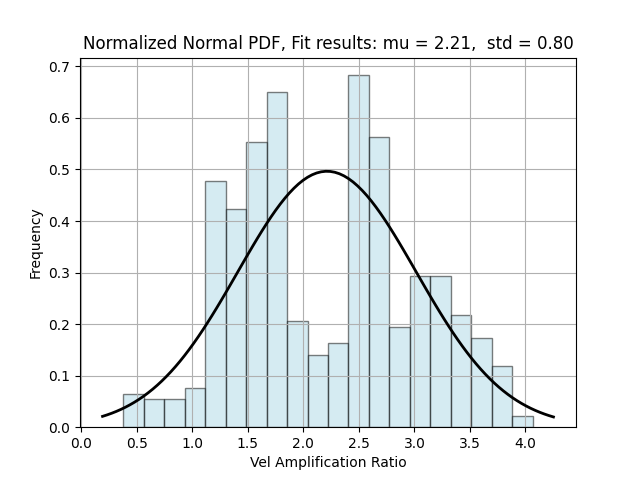 Normalized Normal PDF, Fit results: mu = 2.21,  std = 0.80
0.7
0.6
0.5
0.4
0.3
0.2
0.1
0.0
Frequency
0.0 0.5 1.0 1.5 2.0 2.5 3.0 3.5 4.0
Vel Amplification Ratio